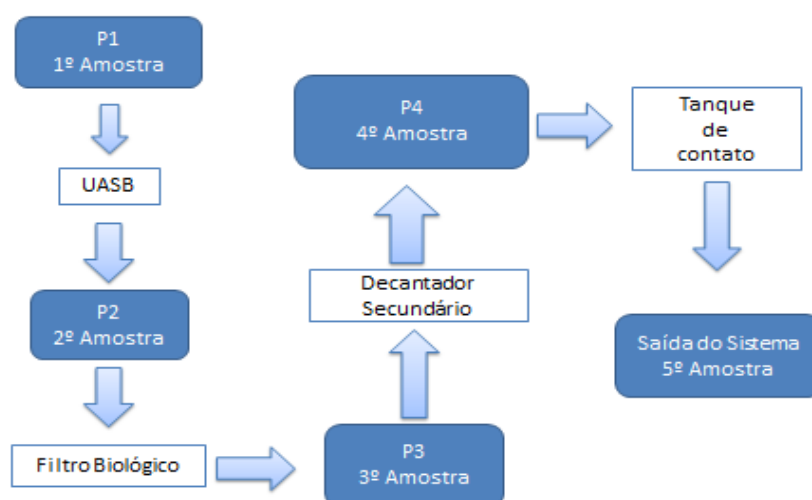 P1
1º Amostra
UASB
P2
2º Amostra
Filtro Biológico
P3
3º Amostra
Decantador
Secundário
P4
4º Amostra
Tanque
de
contato
Saída do Sistema
5º Amostra